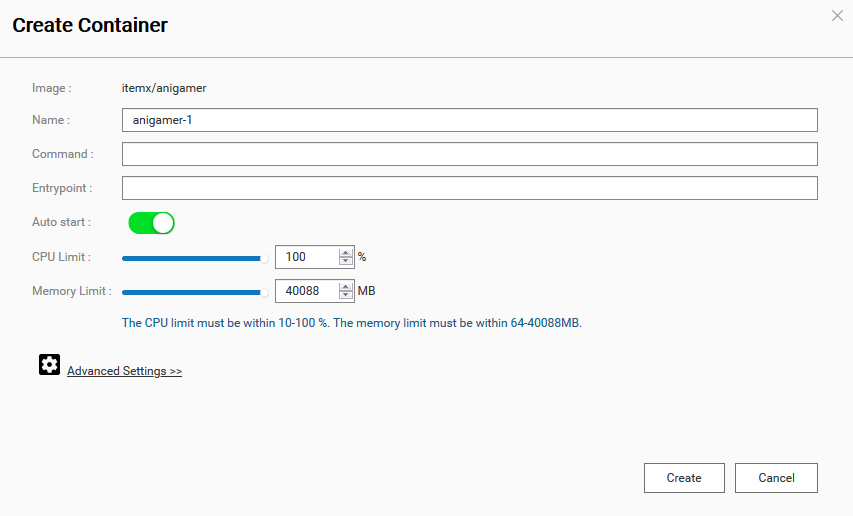 Create Container
Image : itemx/anigamer
Name : anigamer-1
Command :
Entrypoint :
Auto start :
CPU Limit : 100 %
Memory Limit : 40088 MB
The CPU limit must be within 10-100 %. The memory limit must be within 64-40088MB.
Advanced Settings >>
Create Cancel